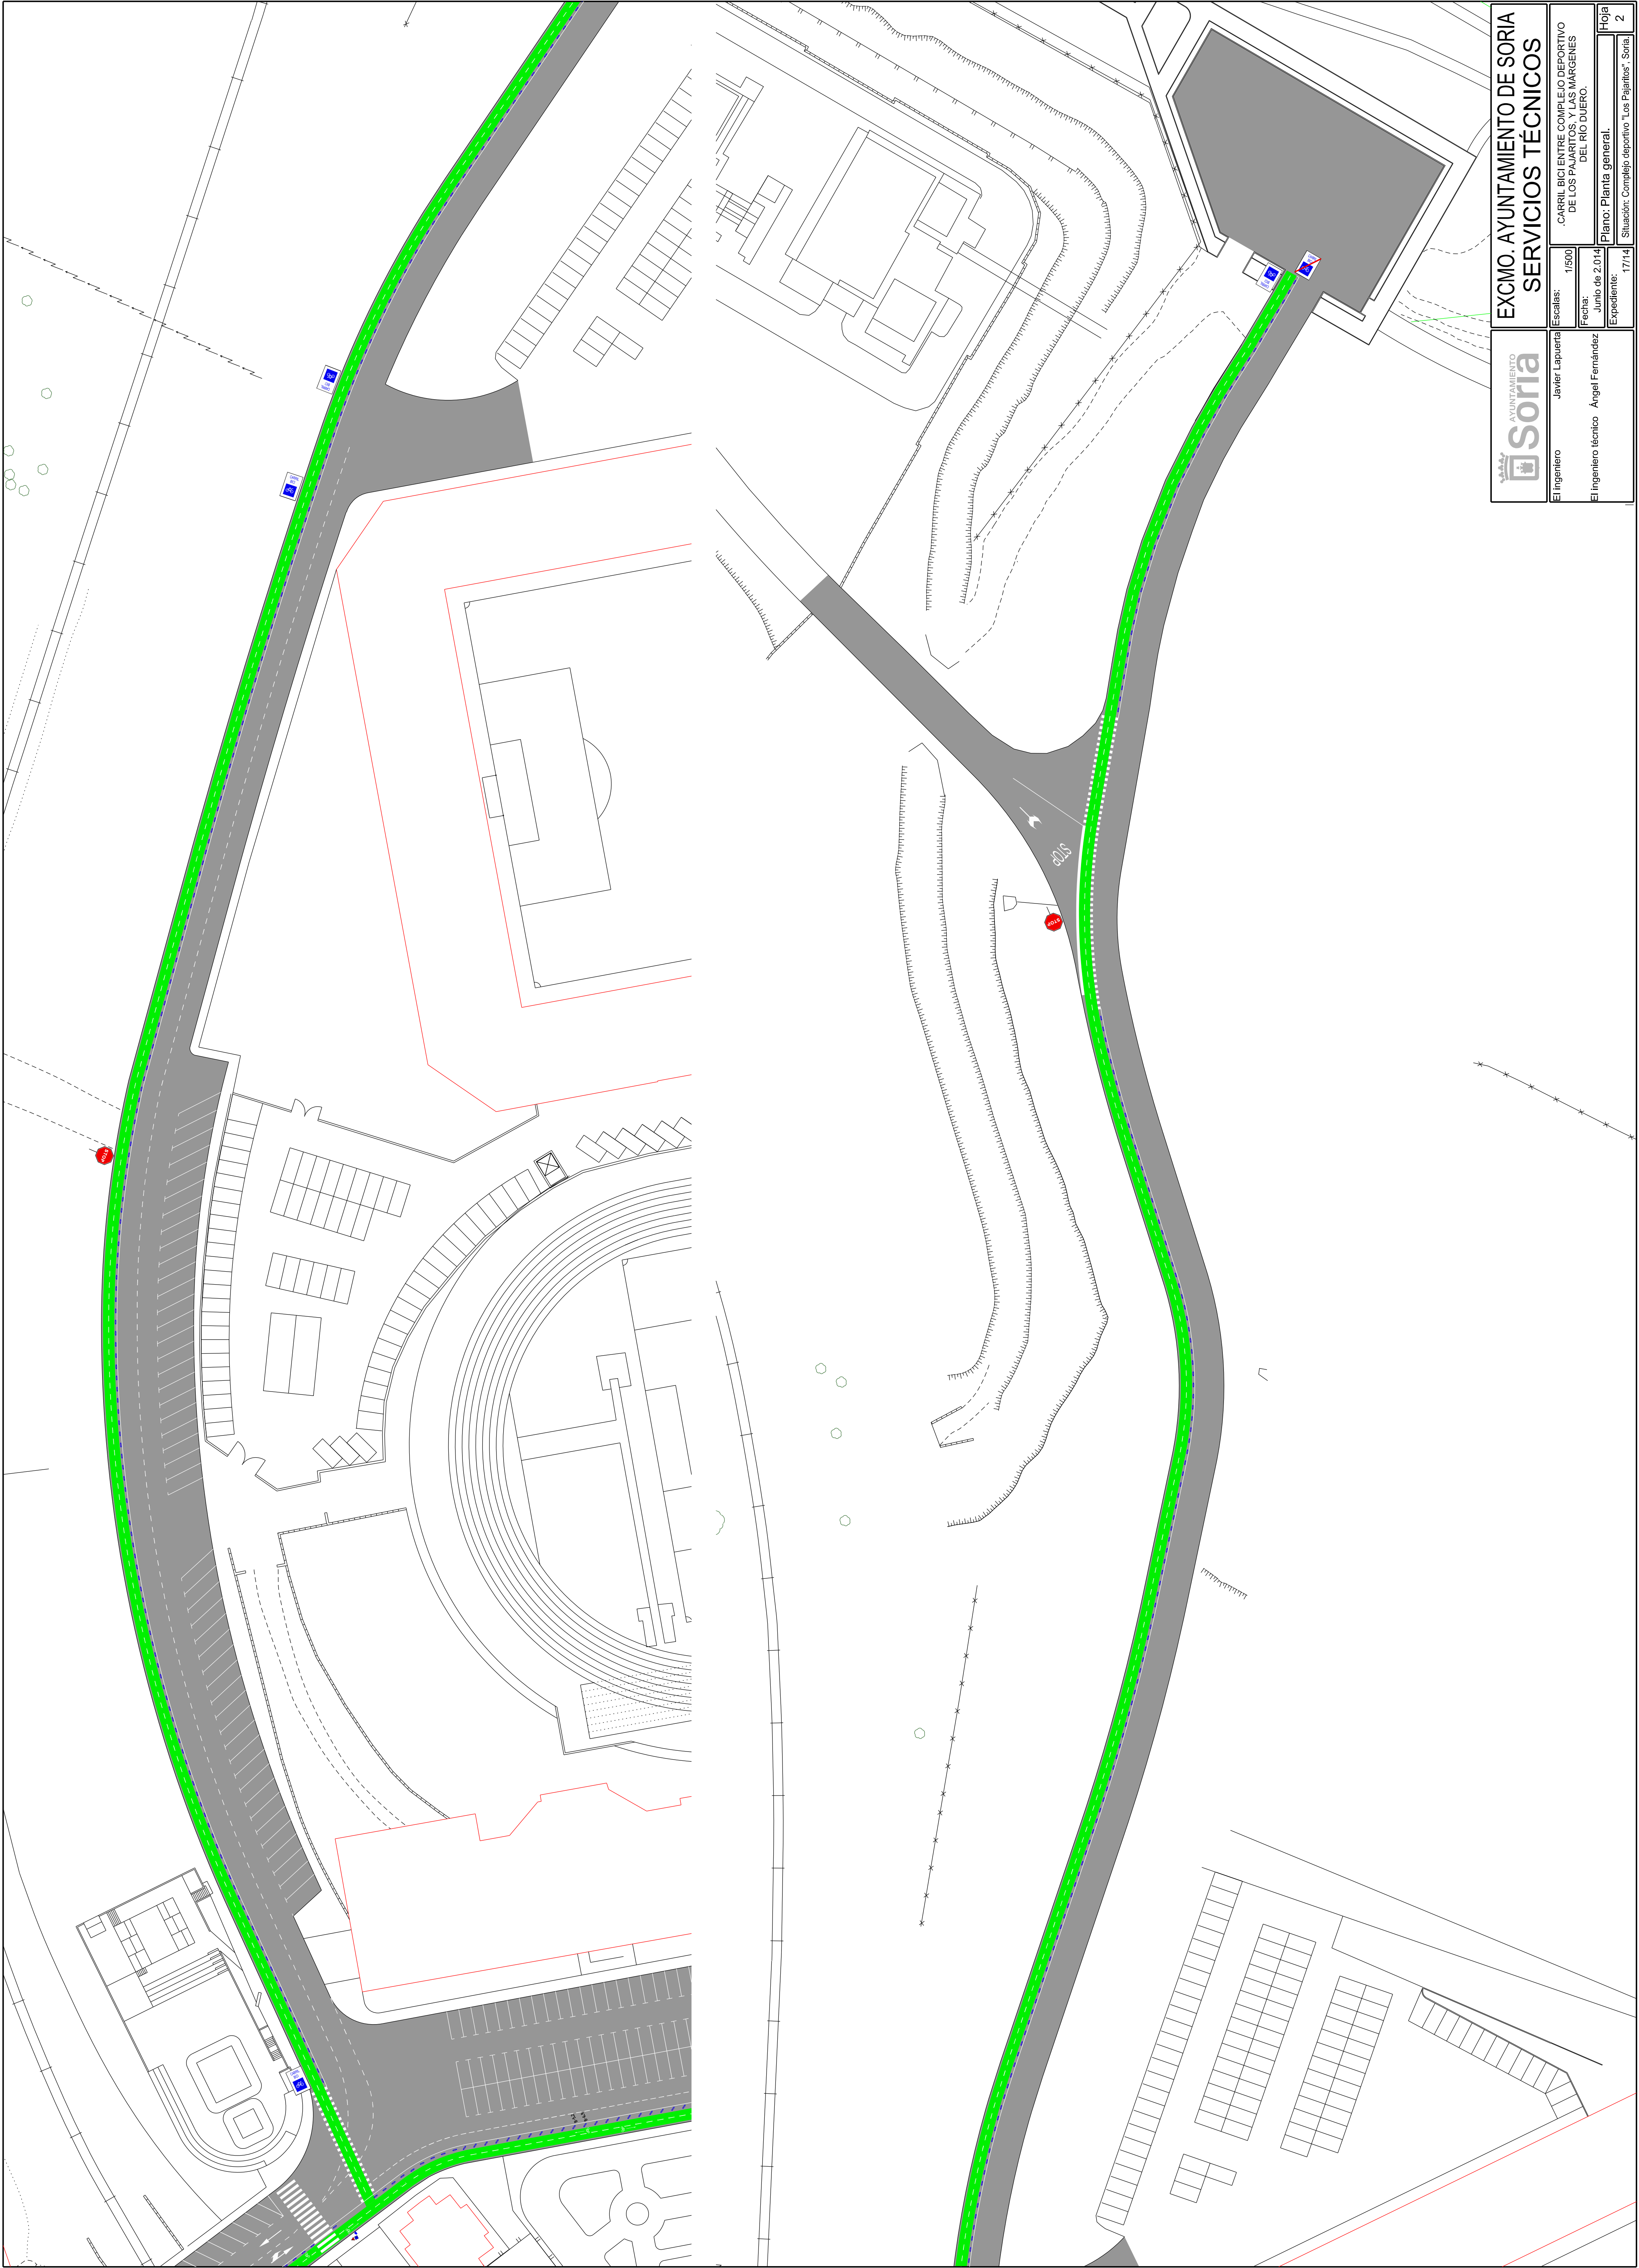 EXCMO. AYUNTAMIENTO DE SORIA
SERVICIOS TÉCNICOS
AYUNTAMIENTO
Soria
El ingeniero
Javier Lapuerta
El ingeniero técnico
Ángel Fernández
Escalas:
1/500
Fecha:
Junio de 2.014
Expediente:
17/14
.CARRIL BICI ENTRE COMPLEJO DEPORTIVO
DE LOS PAJARITOS, Y LAS MÁRGENES
DEL RÍO DUERO.
Plano: Planta general.
Hoja
2
Situación: Complejo deportivo "Los Pajaritos", Soria.
STOP
STOP
STOP